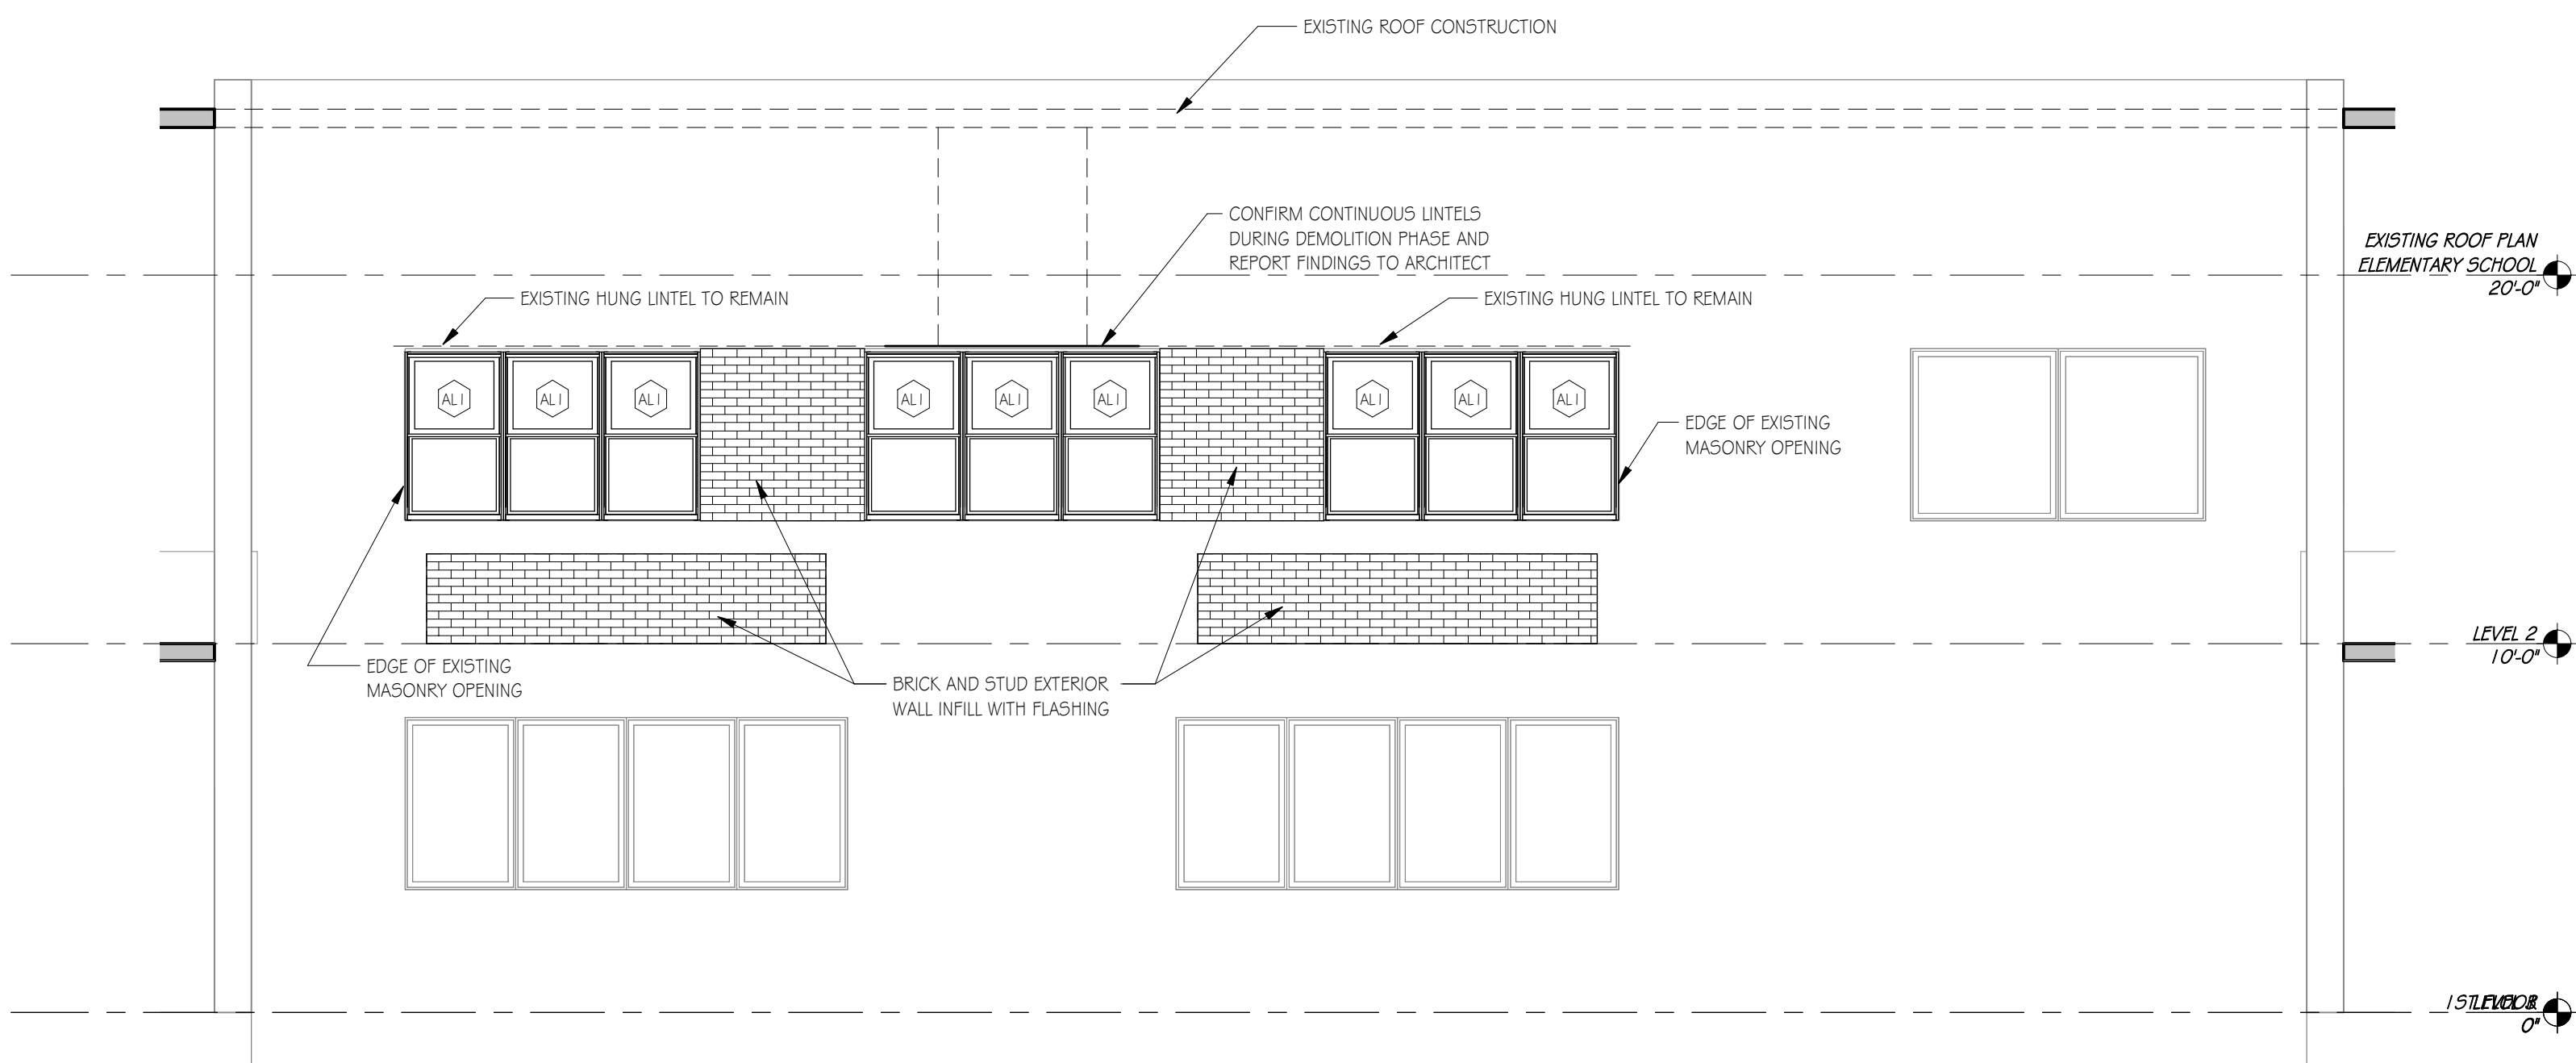 EXISTING ROOF CONSTRUCTION
CONFIRM CONTINUOUS LINTELS
DURING DEMOLITION PHASE AND
REPORT FINDINGS TO ARCHITECT
EXISTING ROOF PLAN
ELEMENTARY SCHOOL
20'-0"
EXISTING HUNG LINTEL TO REMAIN
EXISTING HUNG LINTEL TO REMAIN
AL1 AL1 AL1 AL1 AL1 AL1 AL1 AL1 AL1
EDGE OF EXISTING
MASONRY OPENING
LEVEL 2
10'-0"
EDGE OF EXISTING
MASONRY OPENING
BRICK AND STUD EXTERIOR
WALL INFILL WITH FLASHING
0"